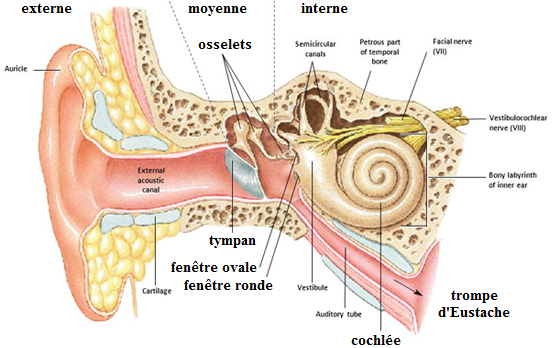 externe
moyenne
interne
osselets
Semicircular
canals
Petrous part
of temporal
bone
Facial nerve
(VII)
Auricle
Vestibulocochlear
nerve (VIII)
External
acoustic
canal
Bony labyrinth
of inner ear
tympan
fenêtre ovale
fenêtre ronde
Cartilage
Vestibule
Auditory tube
trompe
d'Eustache
cochlée